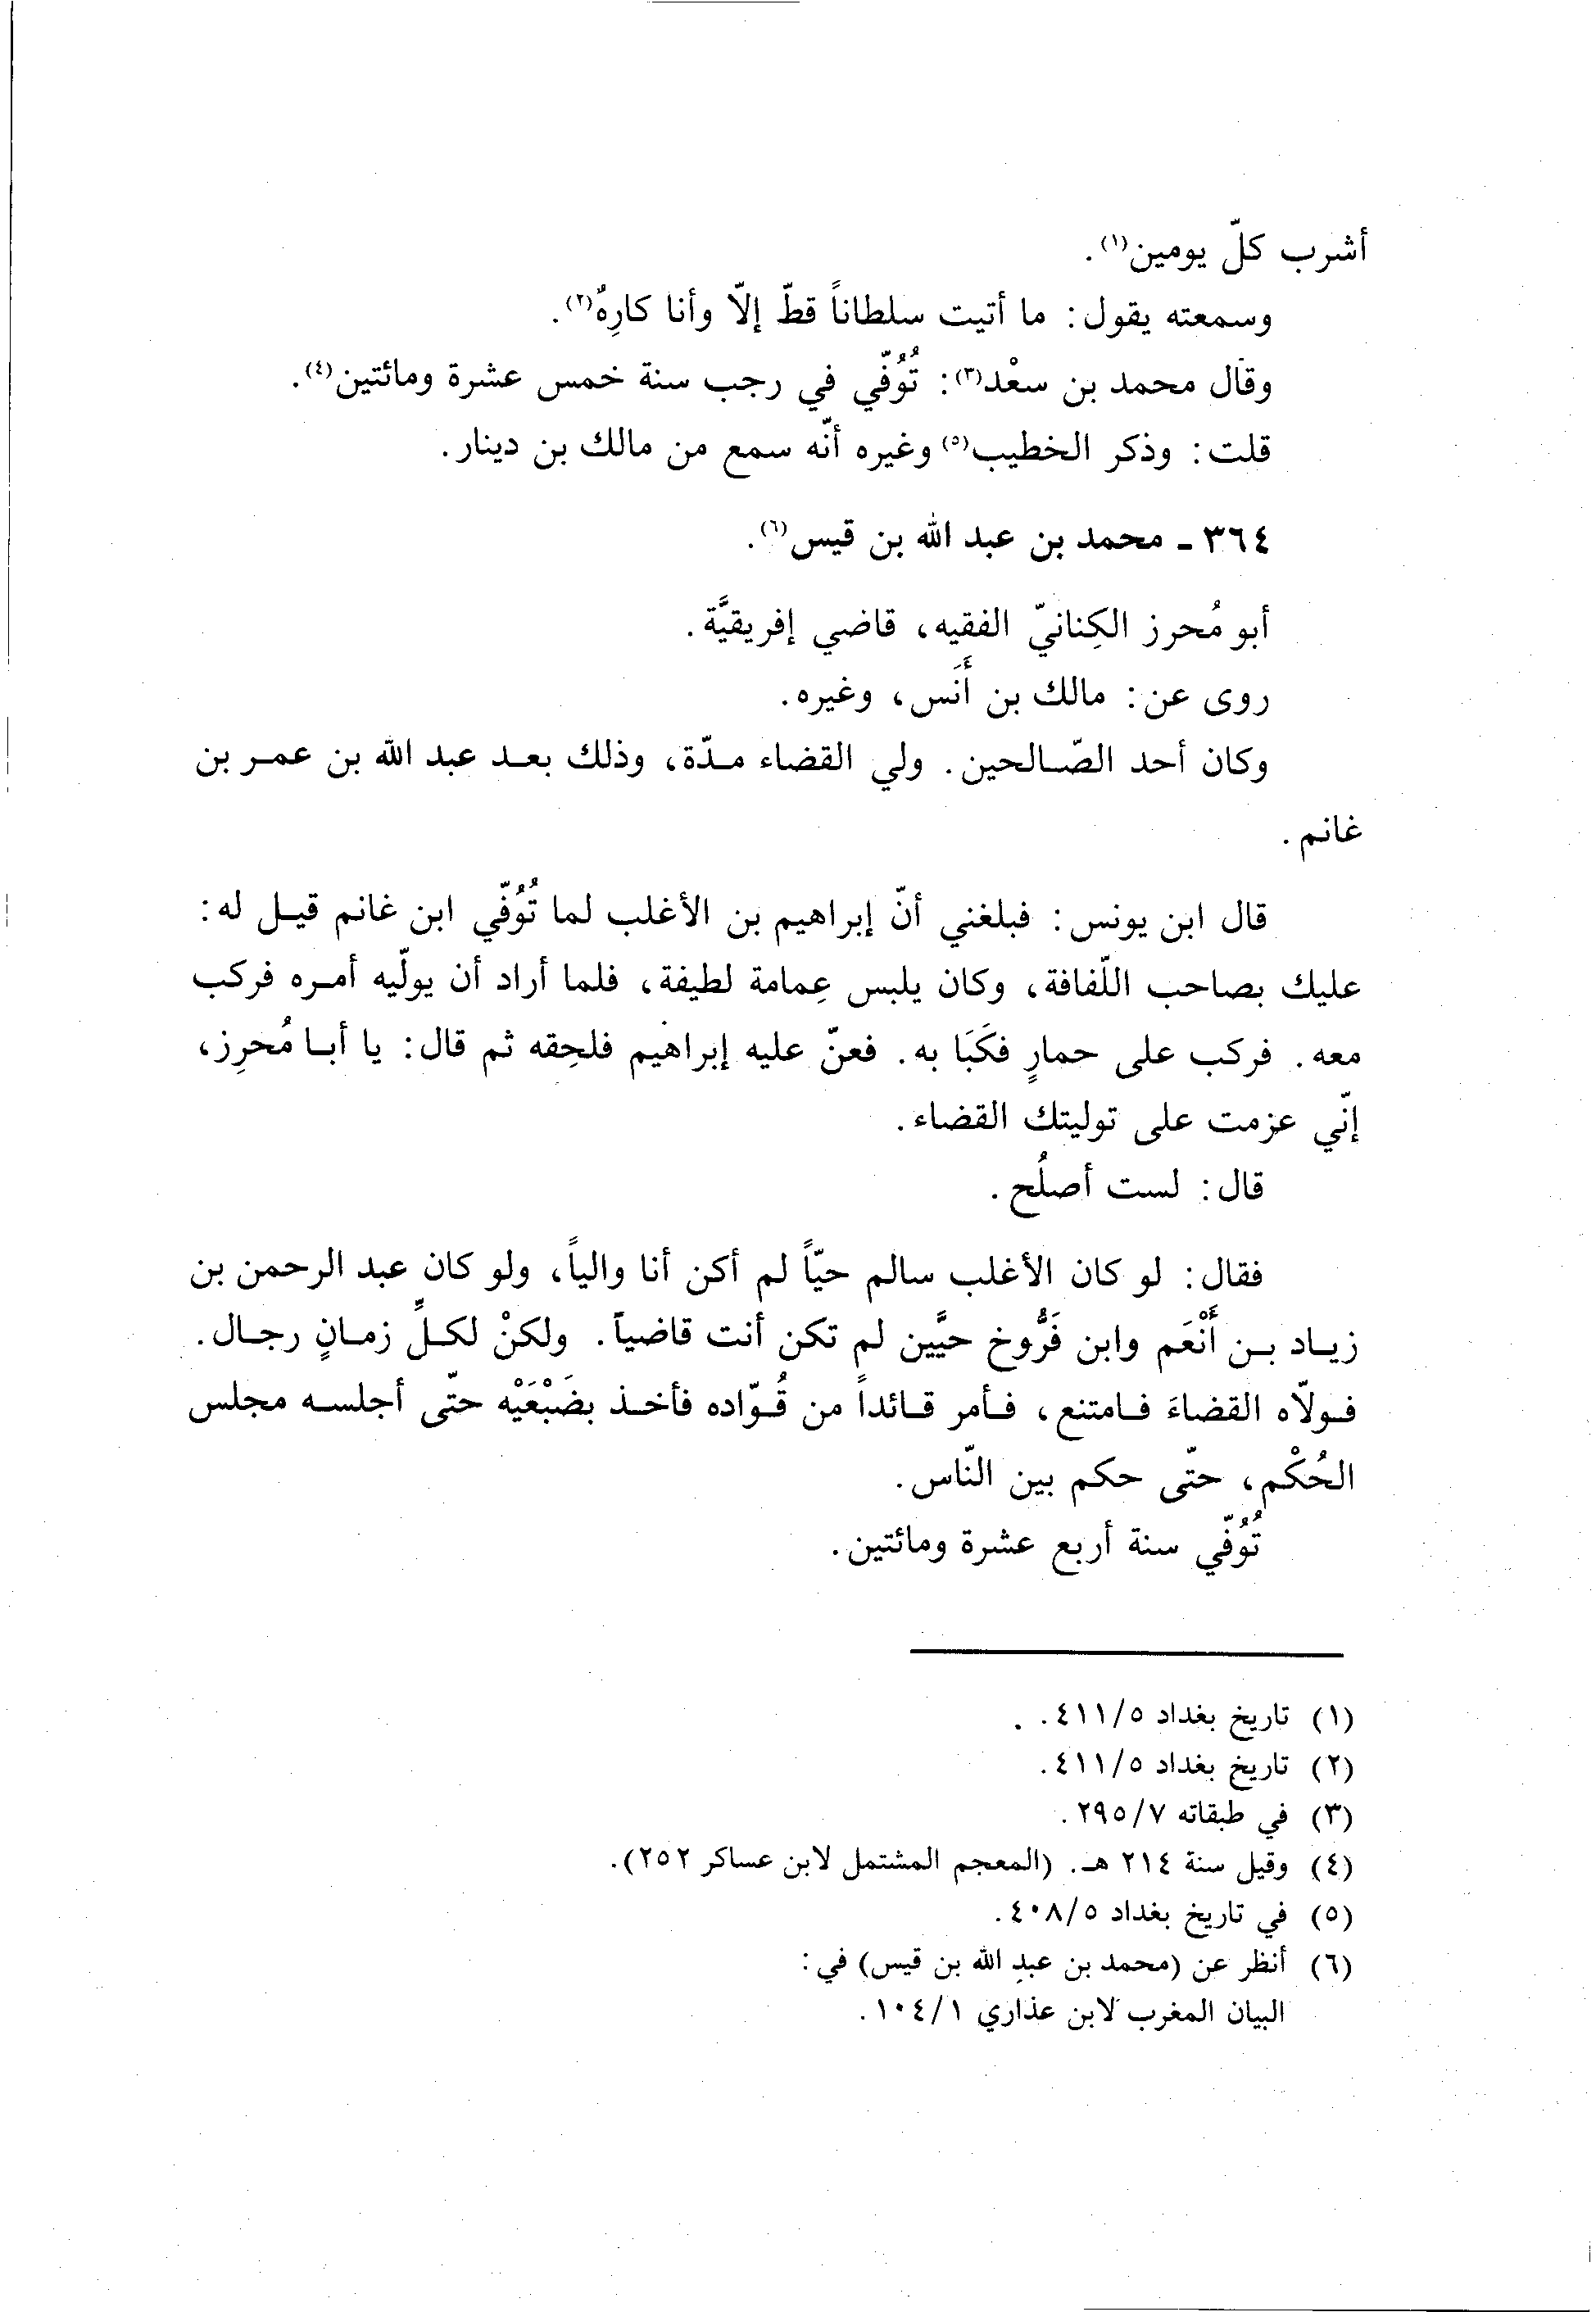 أشرب كلّ يومين(١).
وسمعته يقول: ما أتيت سلطاناً قطّ إلّا وأنا كارِهُ(٢).
وقال محمد بن سعْد(٣): تُوُفّي في رجب سنة خمس عشرة ومائتين(٤).
قلت: وذكر الخطيب(٥) وغيره أنّه سمع من مالك بن دينار.
٣٦٤ ـ محمد بن عبد الله بن قيس(٦).
أبو مُحرز الكِنانيّ الفقيه، قاضي إفريقيَّة.
روى عن: مالك بن أَنَس، وغيره.
وكان أحد الصّالحين. ولي القضاء مدّة، وذلك بعد عبد الله بن عمر بن
غانم.
قال ابن يونس: فبلغني أنّ إبراهيم بن الأغلب لما تُوُفّي ابن غانم قيل له:
عليك بصاحب اللّفافة، وكان يلبس عِمامة لطيفة، فلما أراد أن يولّيه أمره فركب
معه. فركب على حمارٍ فكَبَا به. فعنّ عليه إبراهيم فلحِقه ثم قال: يا أبا مُحرِز،
إنّي عزمت على توليتك القضاء.
قال: لست أصلُح.
فقال: لو كان الأغلب سالم حيّاً لم أكن أنا والياً، ولو كان عبد الرحمن بن
زياد بن أَنْعَم وابن فَرُّوخ حيَّين لم تكن أنت قاضياً. ولكنْ لكلِّ زمانٍ رجال.
فولّاه القضاءَ فامتنع، فأمر قائداً من قُوّاده فأخذ بضَبْعَيْه حتّى أجلسه مجلس
الحُكْم، حتّى حكم بين النّاس.
تُوُفّي سنة أربع عشرة ومائتين.
(١) تاريخ بغداد ٤١١/٥.
(٢) تاريخ بغداد ٤١١/٥.
(٣) في طبقاته ٢٩٥/٧.
(٤) وقيل سنة ٢١٤ هـ. (المعجم المشتمل لابن عساكر ٢٥٢).
(٥) في تاريخ بغداد ٤٠٨/٥.
(٦) أنظر عن (محمد بن عبد الله بن قيس) في:
البيان المغرب لابن عذاري ١٠٤/١.